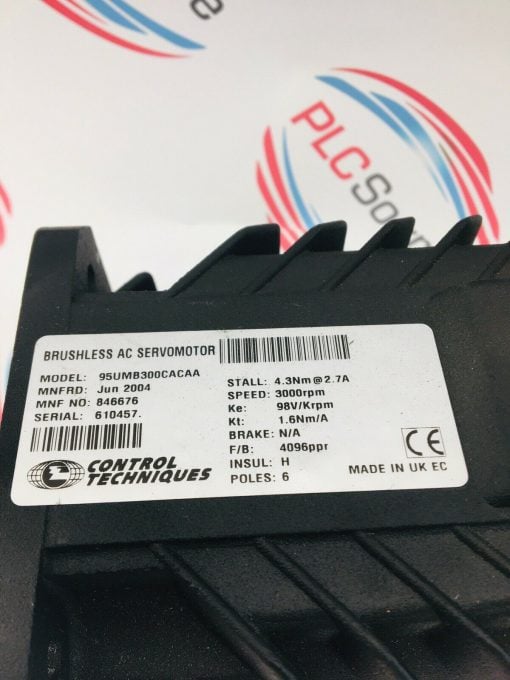 PLCSour
BRUSHLESS AC SERVOMOTOR
MODEL: 95UMB300CACAA
MNFRD: Jun 2004
MNF NO: 846676
SERIAL: 610457.
STALL: 4.3Nm@2.7A
SPEED: 3000rpm
Ke: 98V/Krpm
Kt: 1.6Nm/A
BRAKE: N/A
F/B: 4096ppr
INSUL: H
POLES: 6
CE
MADE IN UK EC
CONTROL
TECHNIQUES